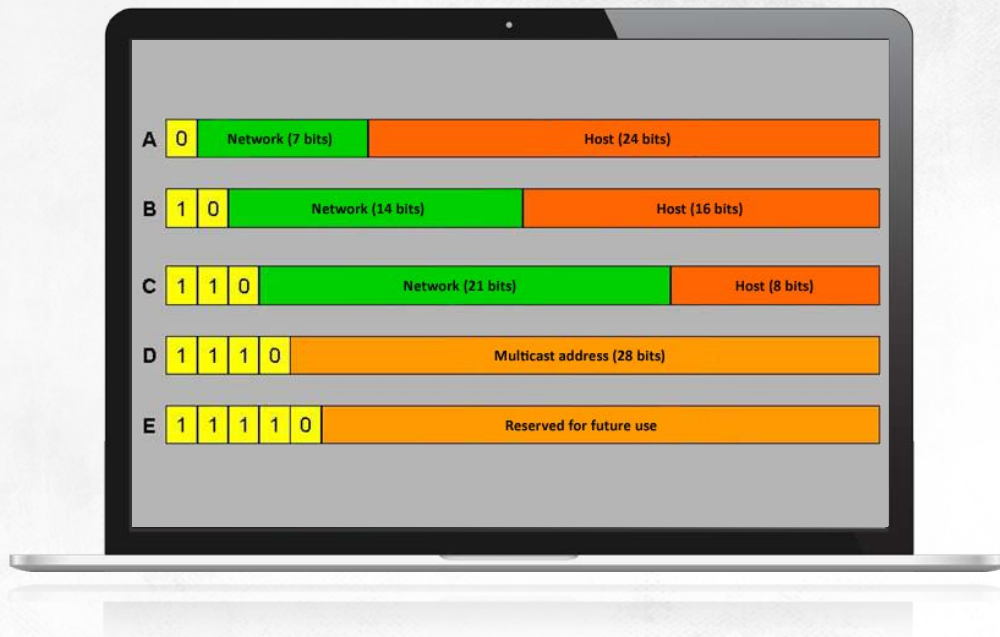 A 0 Network (7 bits) Host (24 bits)
B 1 0 Network (14 bits) Host (16 bits)
C 1 1 0 Network (21 bits) Host (8 bits)
D 1 1 1 0 Multicast address (28 bits)
E 1 1 1 1 0 Reserved for future use